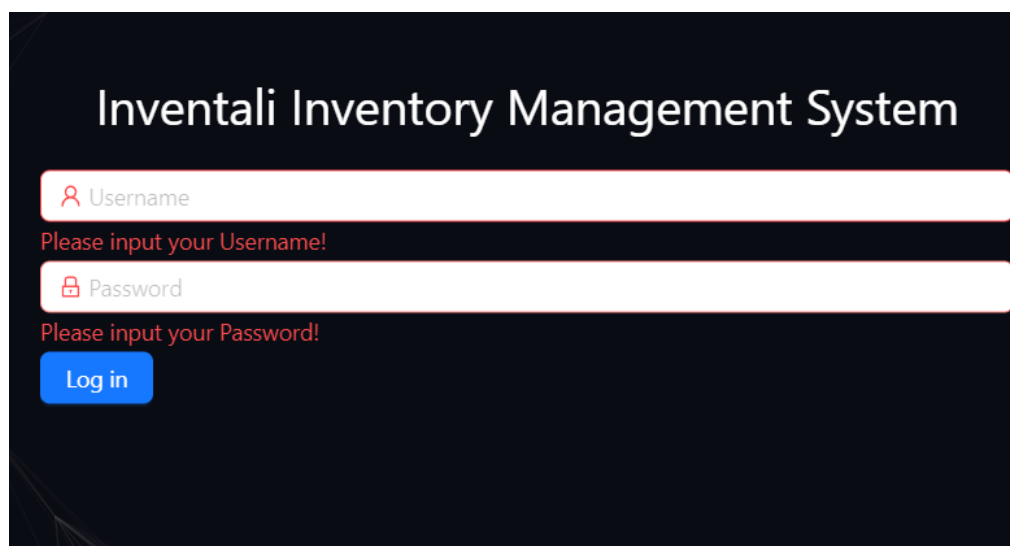 Inventali Inventory Management System
Username
Please input your Username!
Password
Please input your Password!
Log in